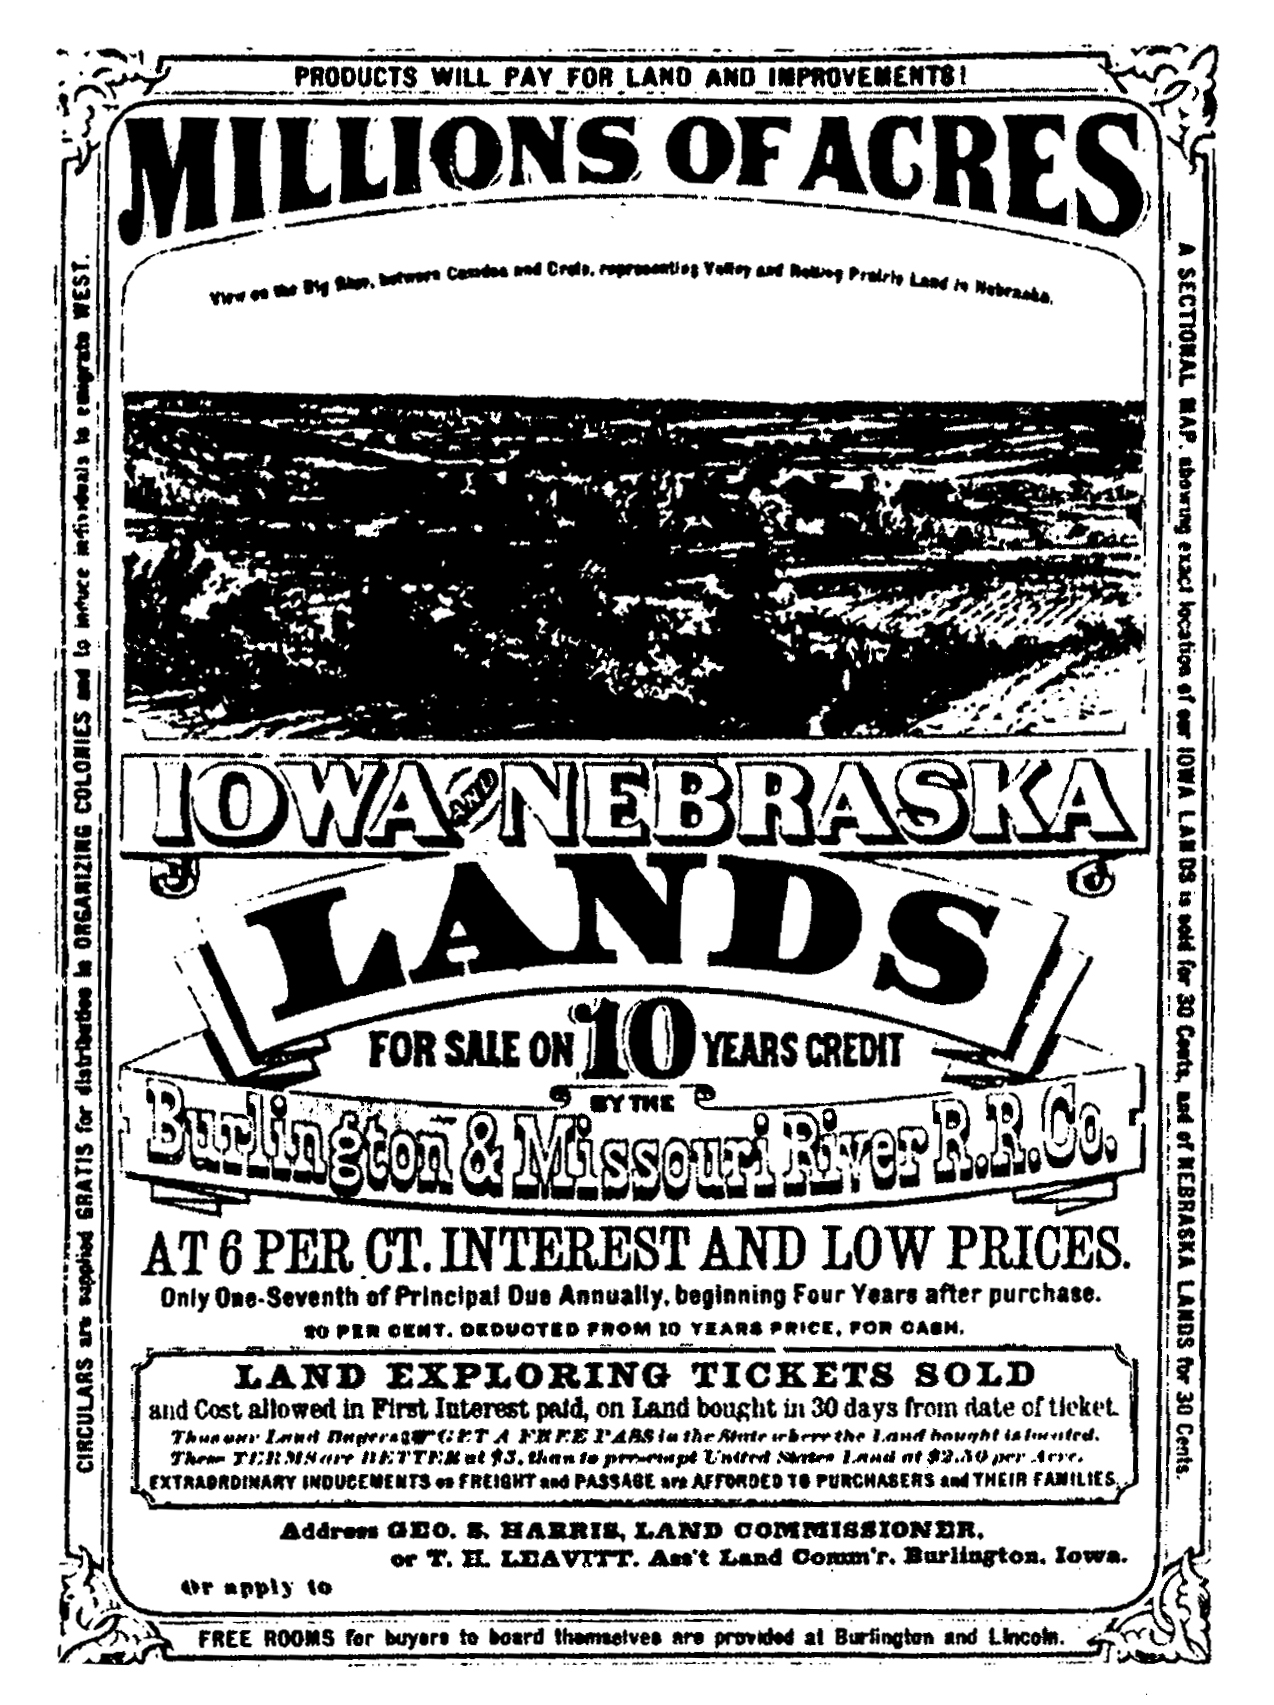 PRODUCTS WILL PAY FOR LAND AND IMPROVEMENTS!
MILLIONS OF ACRES
View on the Big Blue, between Camden and Crete, representing Valley and Rolling Prairie Land in Nebraska.
IOWA AND NEBRASKA
LANDS
FOR SALE ON 10 YEARS CREDIT
BY THE
Burlington & Missouri River R. R. Co.
AT 6 PER CT. INTEREST AND LOW PRICES.
Only One-Seventh of Principal Due Annually, beginning Four Years after purchase.
20 PER CENT. DEDUCTED FROM 10 YEARS PRICE, FOR CASH.
LAND EXPLORING TICKETS SOLD
and Cost allowed in First Interest paid, on Land bought in 30 days from date of ticket.
Thus our Land Buyers GET A FREE PASS in the State where the Land bought is located.
These TERMS are BETTER at $5, than to pre-empt United States Land at $2.50 per Acre.
EXTRAORDINARY INDUCEMENTS on FREIGHT and PASSAGE are AFFORDED TO PURCHASERS and THEIR FAMILIES.
Address GEO. S. HARRIS, LAND COMMISSIONER,
or T. H. LEAVITT, Ass't Land Comm'r, Burlington, Iowa.
Or apply to
FREE ROOMS for buyers to board themselves are provided at Burlington and Lincoln.
CIRCULARS are supplied GRATIS for distribution in ORGANIZING COLONIES and to induce individuals to emigrate WEST.
A SECTIONAL MAP, showing exact location of our IOWA LANDS is sold for 30 Cents, and of NEBRASKA LANDS for 30 Cents.